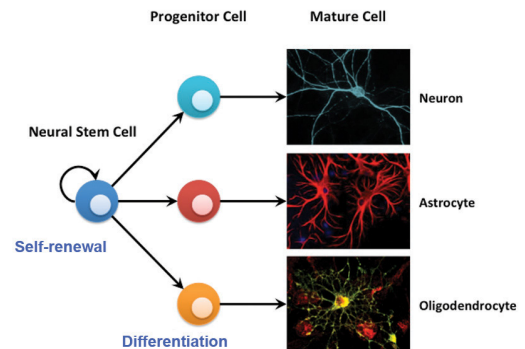 Progenitor Cell
Mature Cell
Neuron
Neural Stem Cell
Astrocyte
Self-renewal
Oligodendrocyte
Differentiation